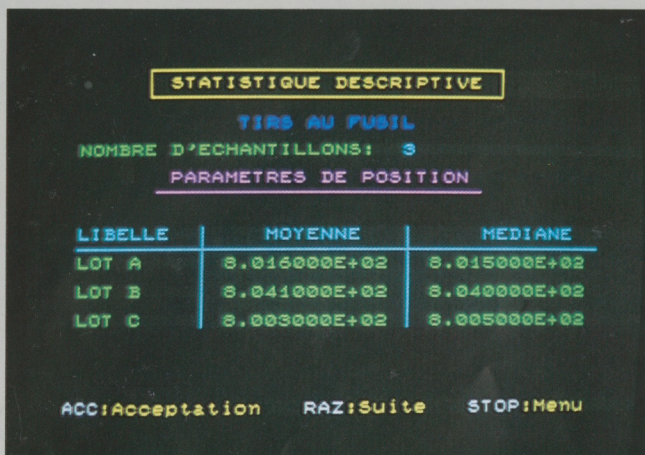 STATISTIQUE DESCRIPTIVE
TIRS AU FUSIL
NOMBRE D'ECHANTILLONS: 3
PARAMETRES DE POSITION
LIBELLE MOYENNE MEDIANE
LOT A 8.016000E+02 8.015000E+02
LOT B 8.041000E+02 8.040000E+02
LOT C 8.003000E+02 8.005000E+02
ACC:Acceptation RAZ:Suite STOP:Menu